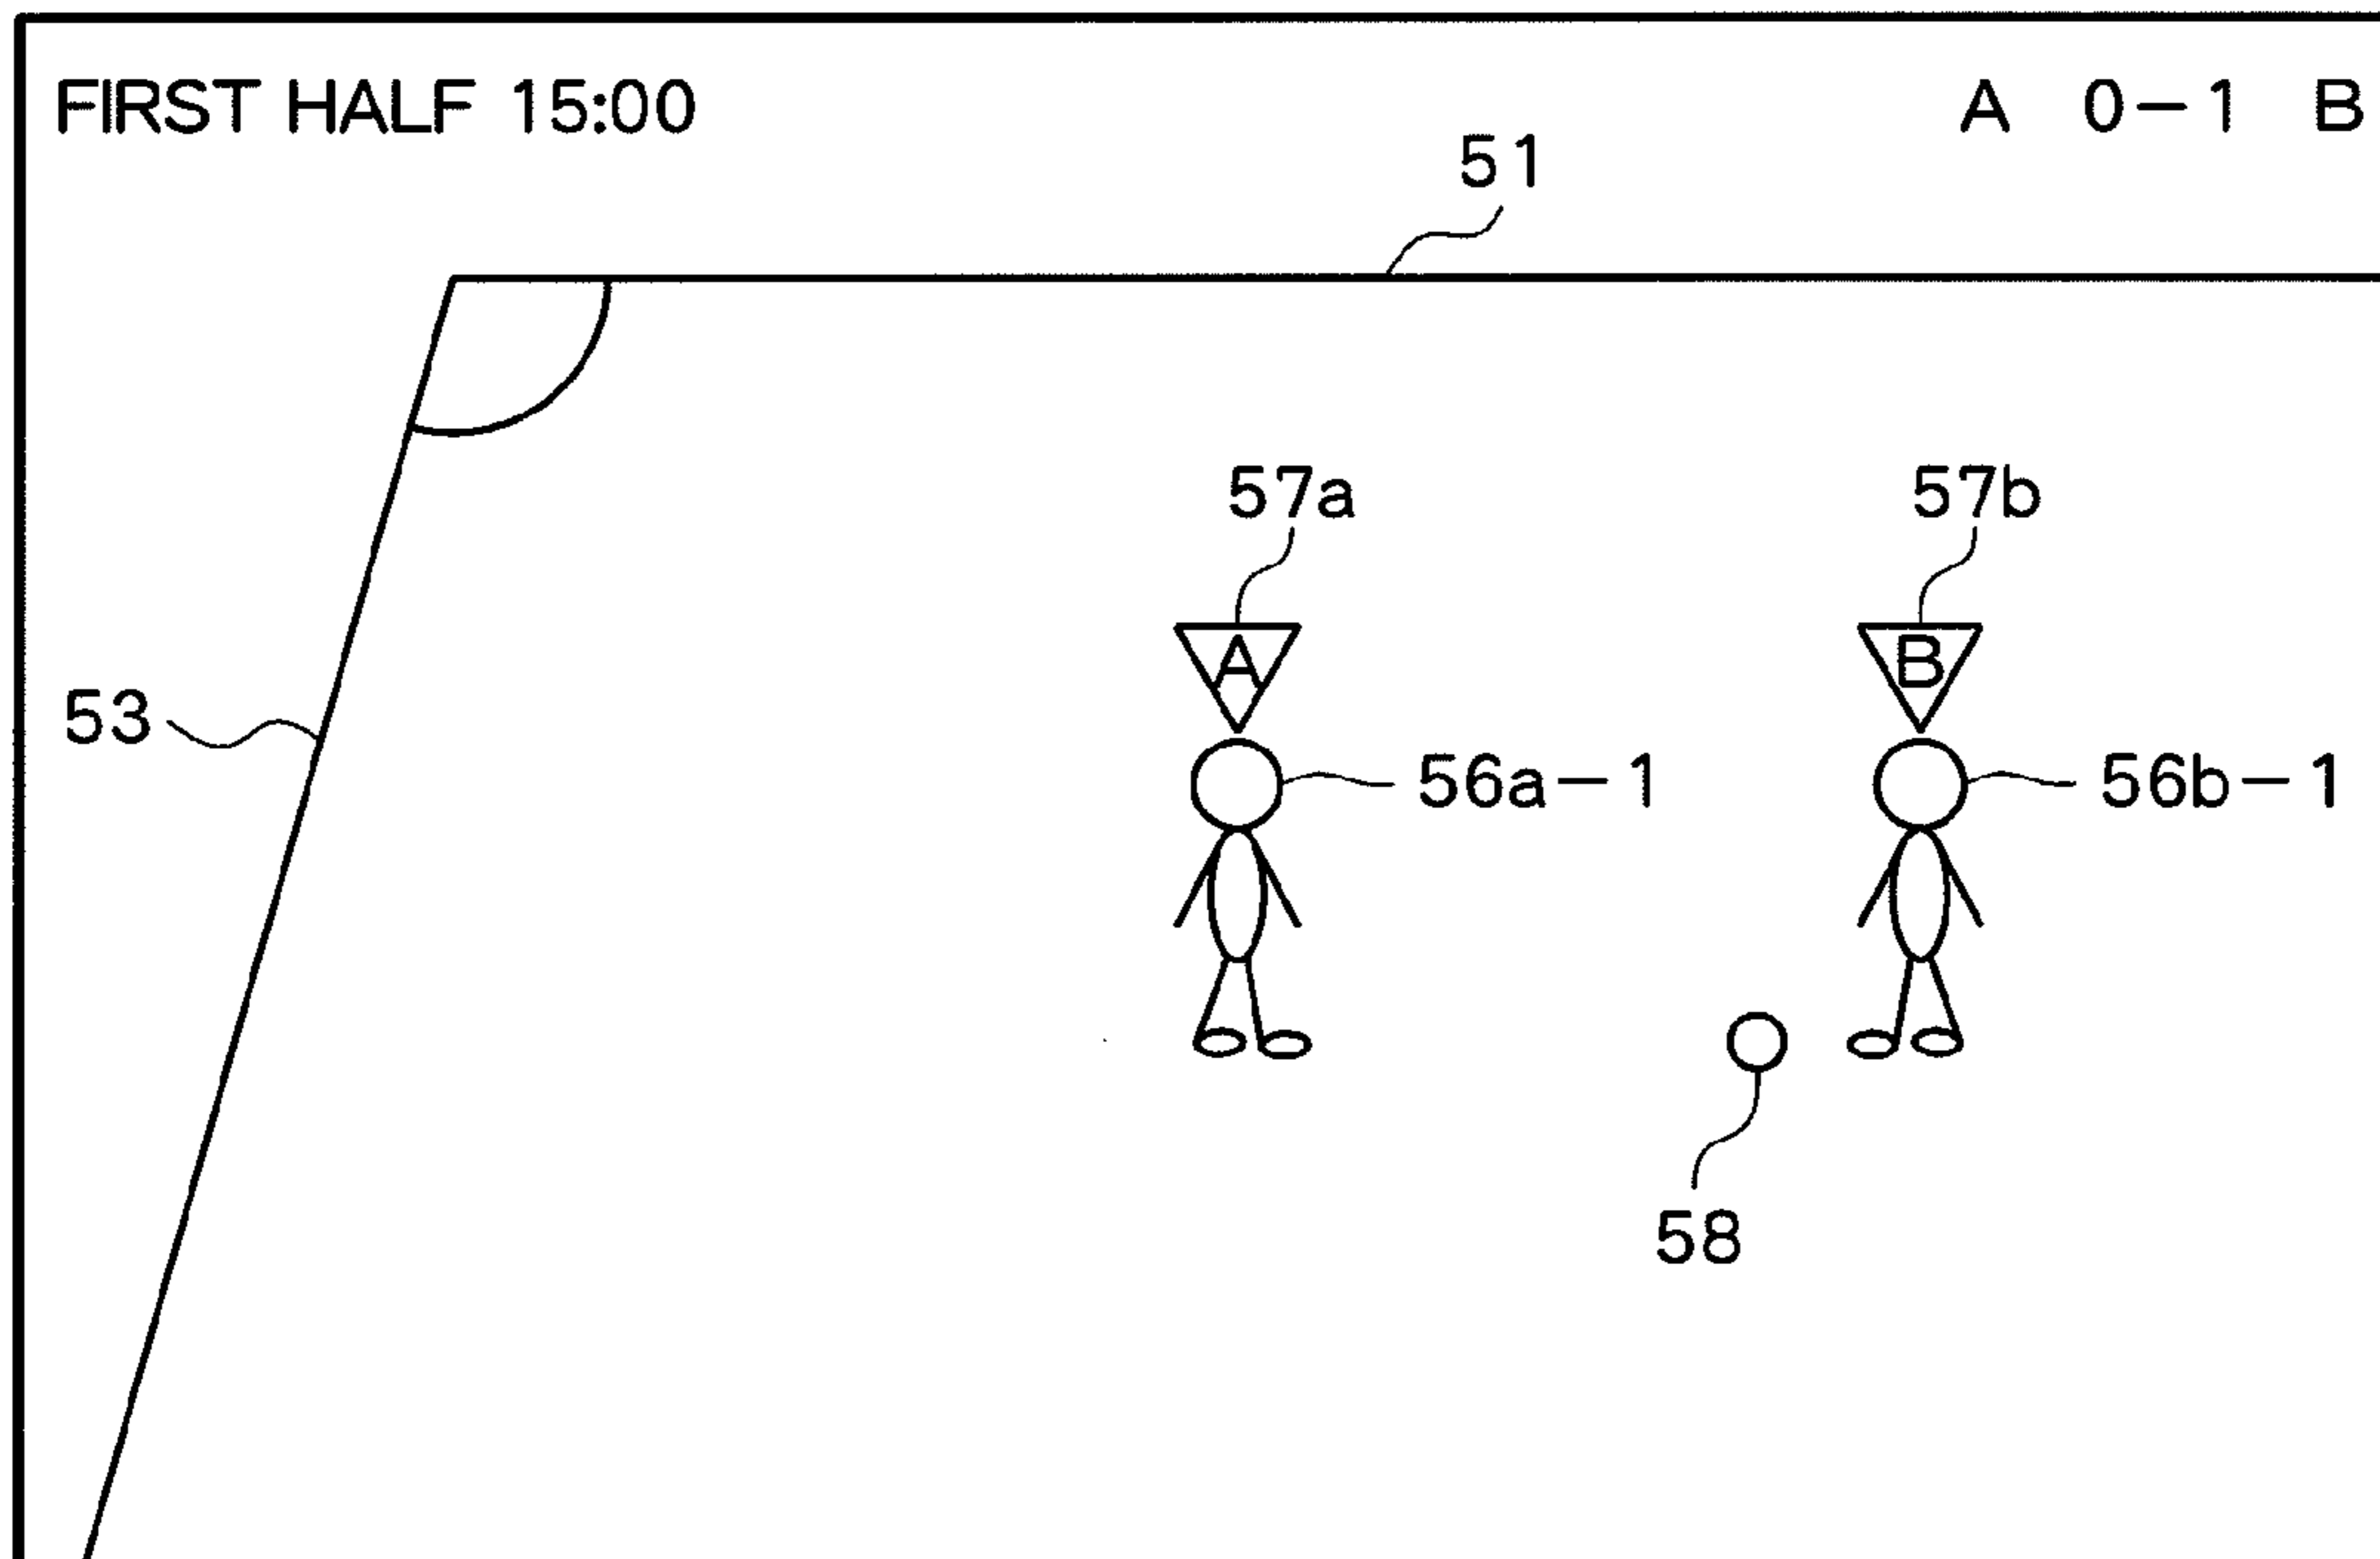 FIRST HALF 15:00
A 0–1 B
51
57a
57b
A
B
53
56a–1
56b–1
58